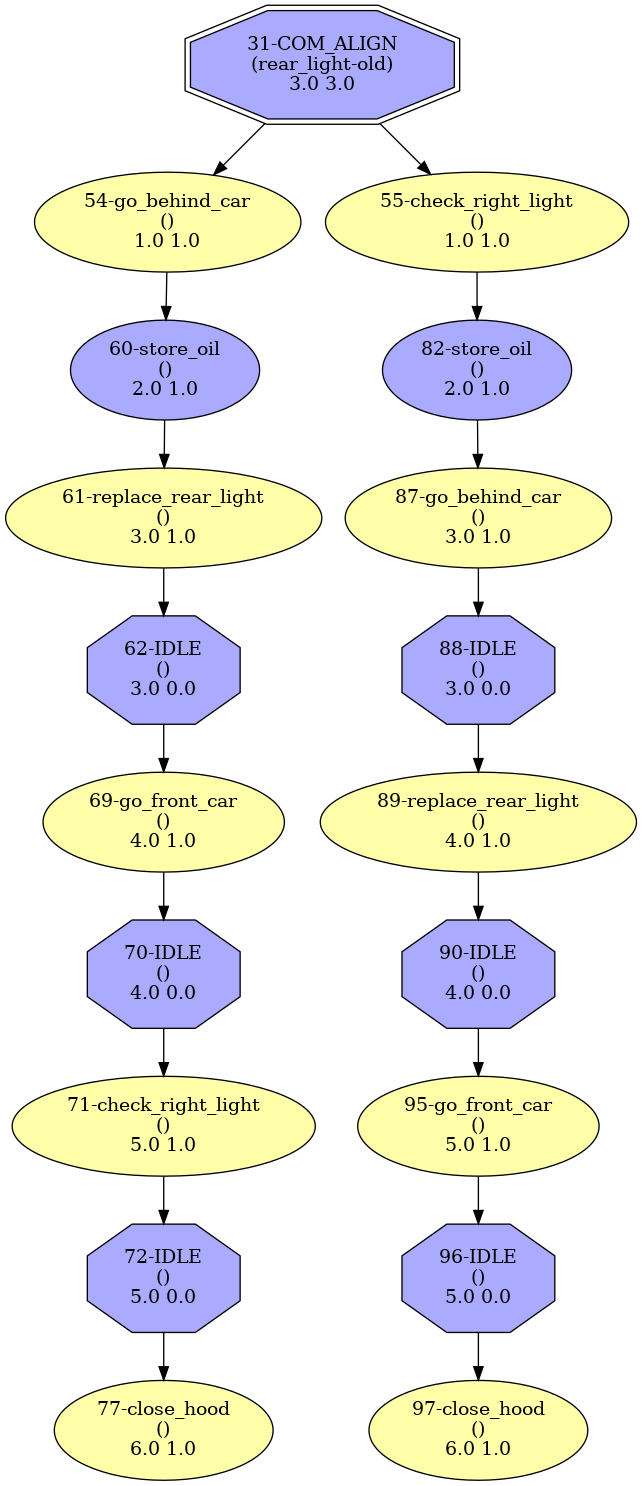 31-COM_ALIGN
(rear_light-old)
3.0 3.0
54-go_behind_car
()
1.0 1.0
55-check_right_light
()
1.0 1.0
60-store_oil
()
2.0 1.0
82-store_oil
()
2.0 1.0
61-replace_rear_light
()
3.0 1.0
87-go_behind_car
()
3.0 1.0
62-IDLE
()
3.0 0.0
88-IDLE
()
3.0 0.0
69-go_front_car
()
4.0 1.0
89-replace_rear_light
()
4.0 1.0
70-IDLE
()
4.0 0.0
90-IDLE
()
4.0 0.0
71-check_right_light
()
5.0 1.0
95-go_front_car
()
5.0 1.0
72-IDLE
()
5.0 0.0
96-IDLE
()
5.0 0.0
77-close_hood
()
6.0 1.0
97-close_hood
()
6.0 1.0